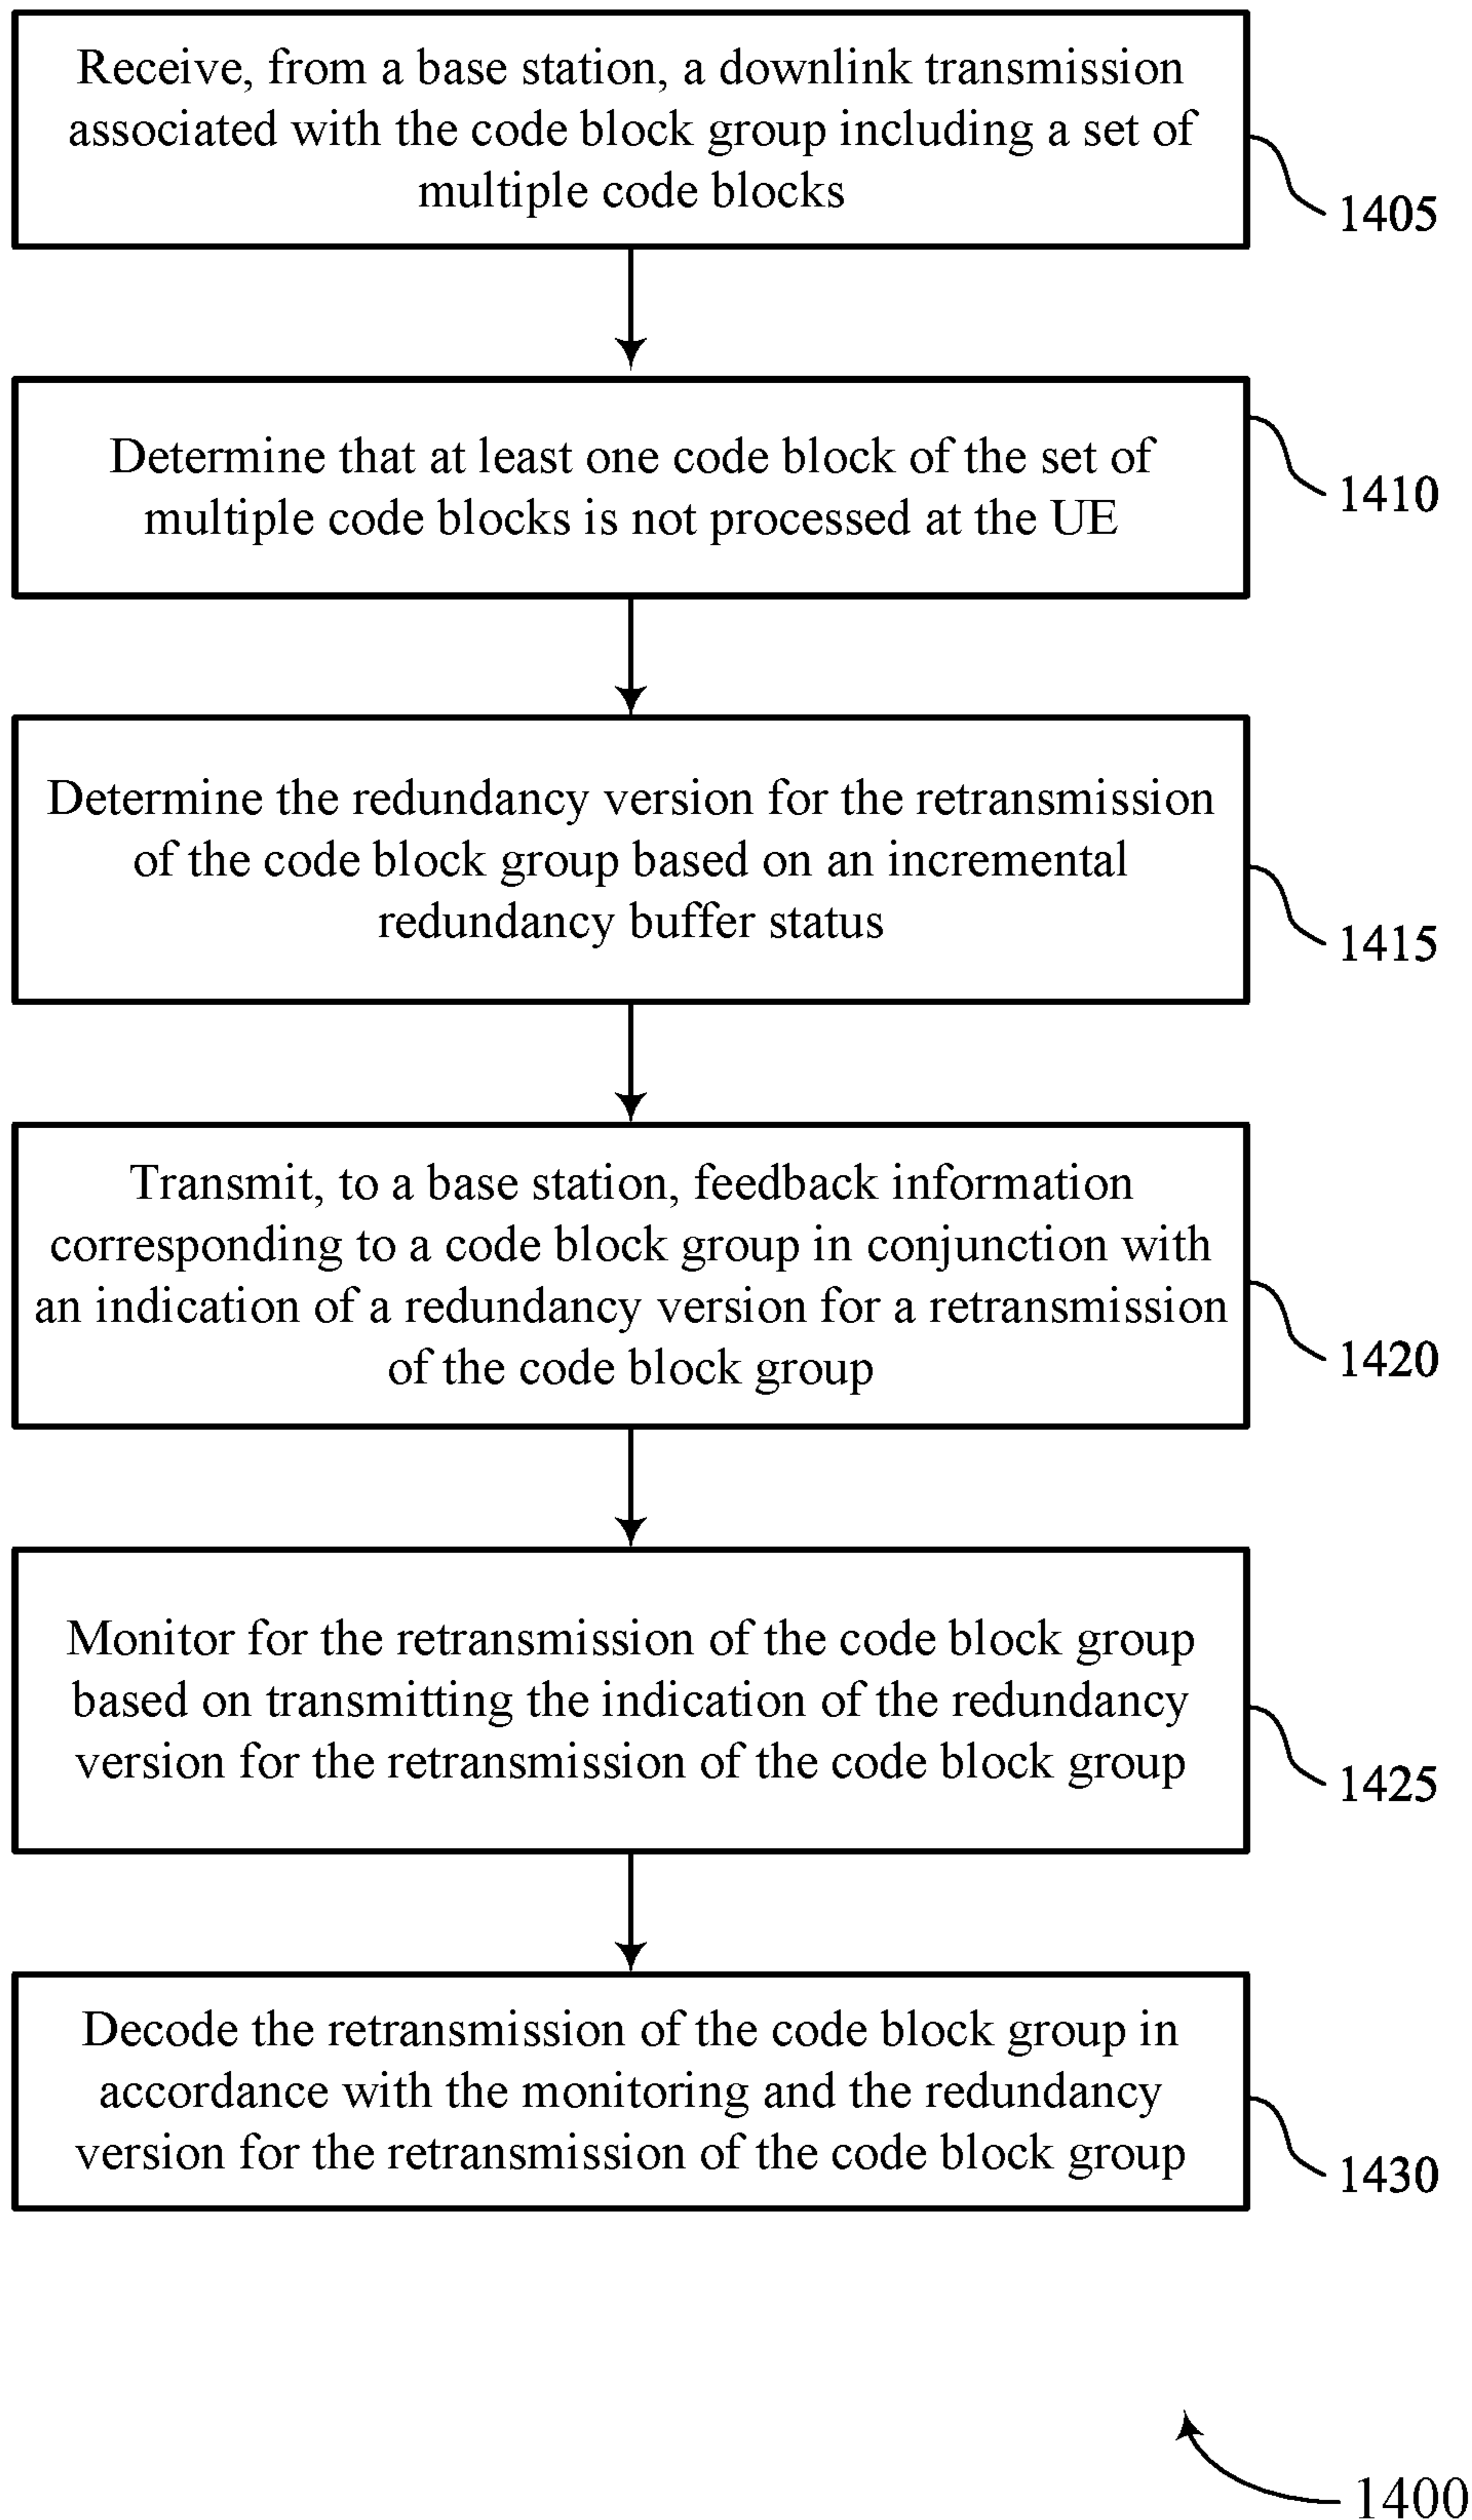 Receive, from a base station, a downlink transmission
associated with the code block group including a set of
multiple code blocks
1405
Determine that at least one code block of the set of
multiple code blocks is not processed at the UE
1410
Determine the redundancy version for the retransmission
of the code block group based on an incremental
redundancy buffer status
1415
Transmit, to a base station, feedback information
corresponding to a code block group in conjunction with
an indication of a redundancy version for a retransmission
of the code block group
1420
Monitor for the retransmission of the code block group
based on transmitting the indication of the redundancy
version for the retransmission of the code block group
1425
Decode the retransmission of the code block group in
accordance with the monitoring and the redundancy
version for the retransmission of the code block group
1430
1400